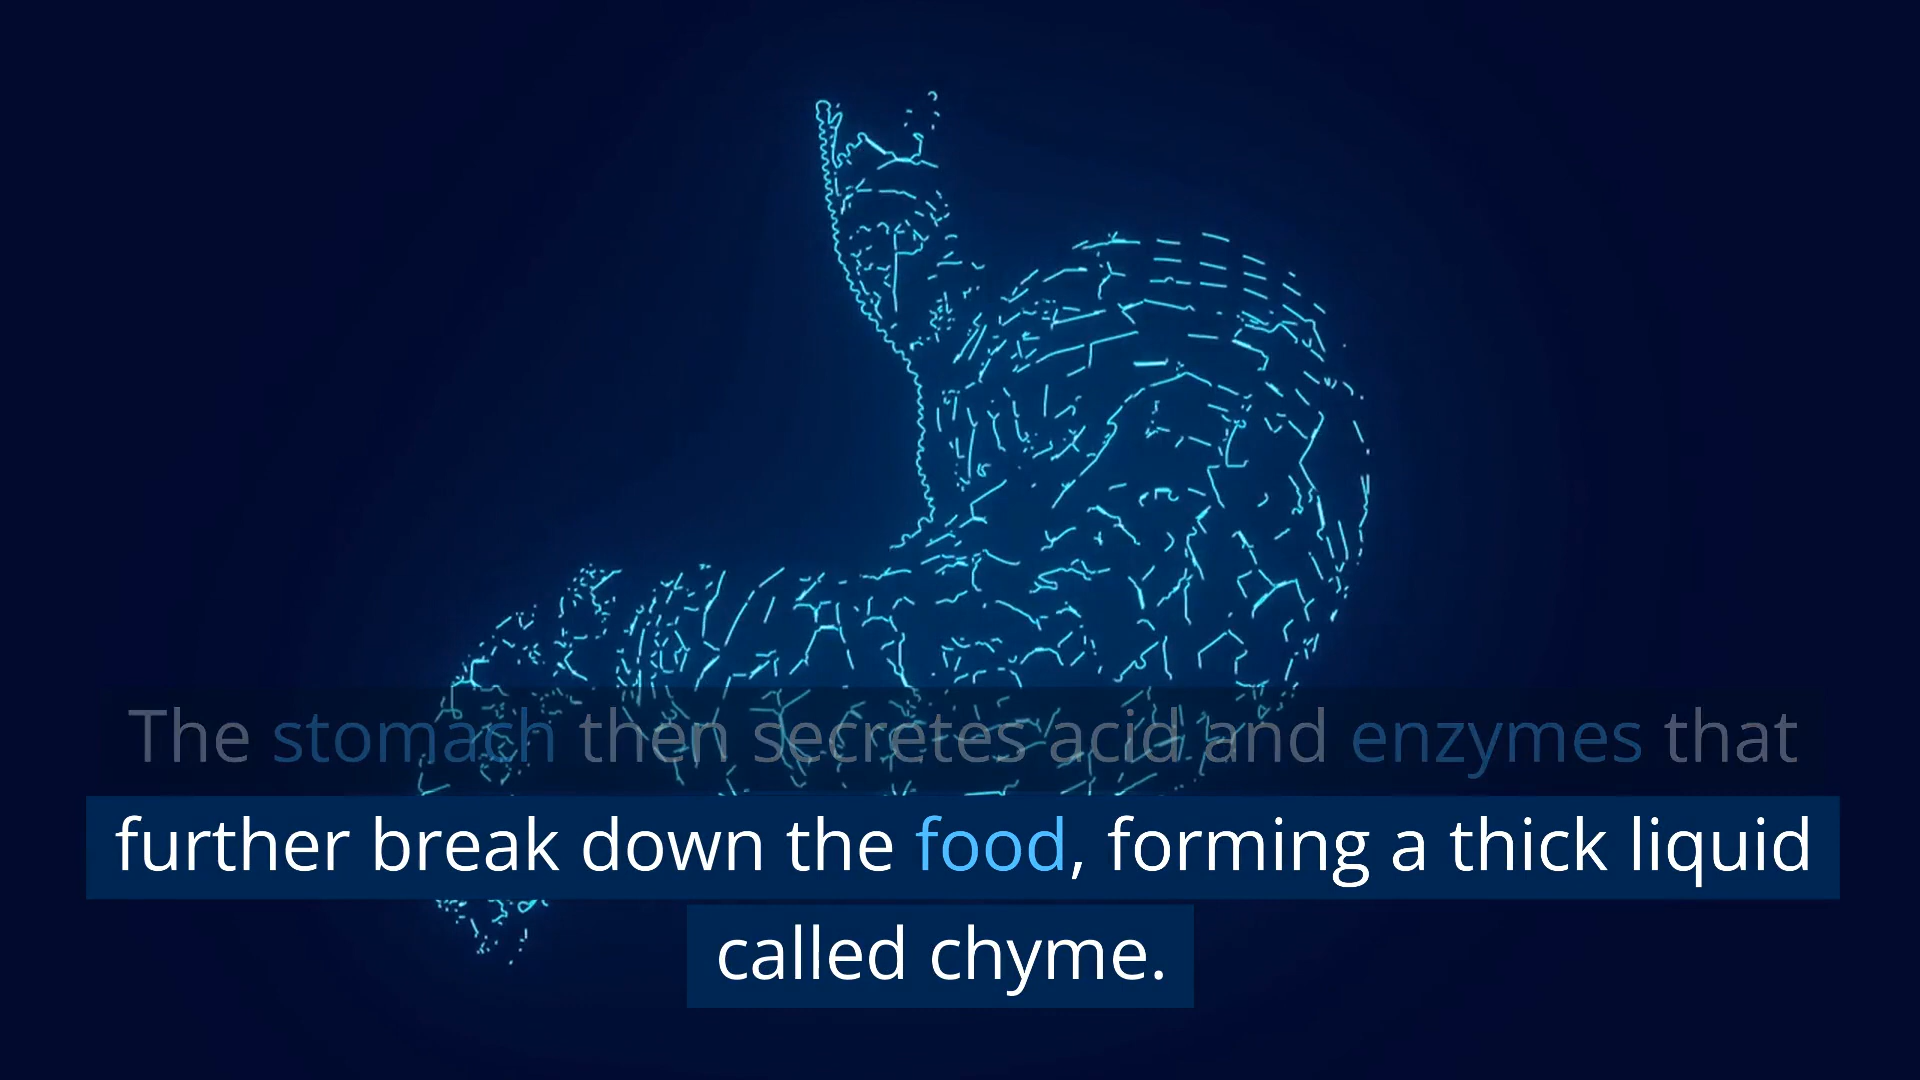 The stomach then secretes acid and enzymes that
further break down the food, forming a thick liquid
called chyme.